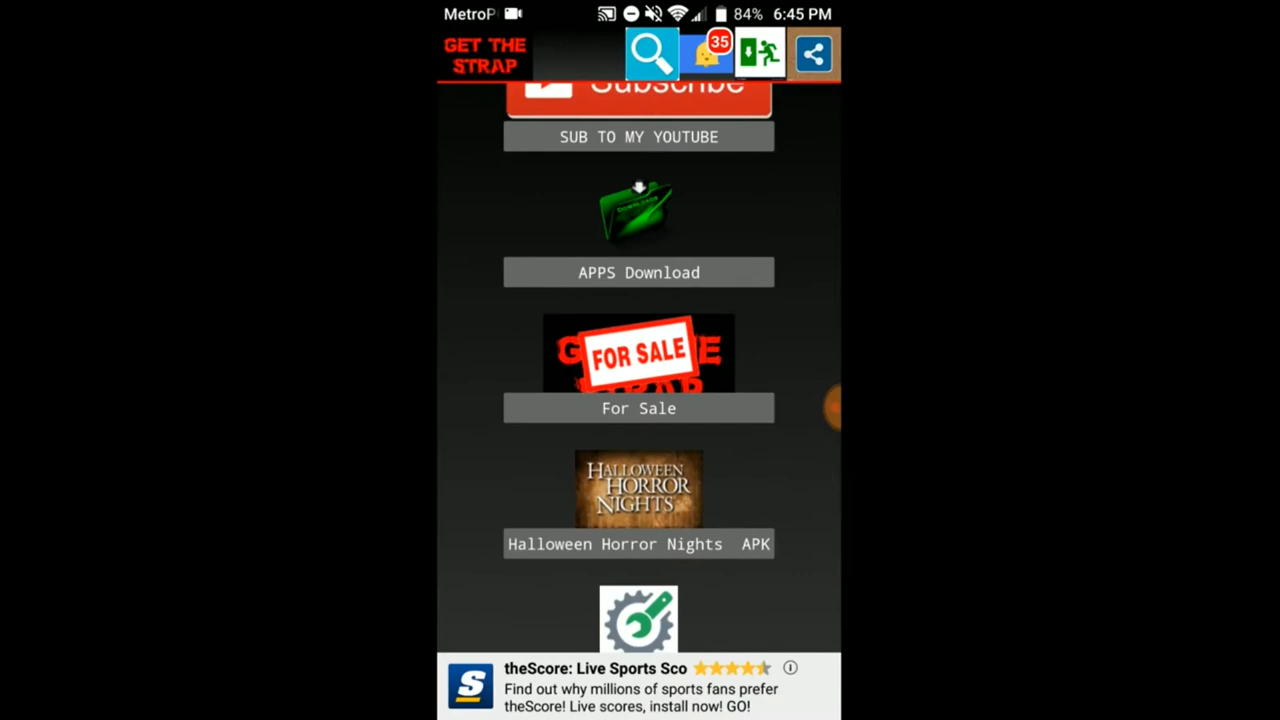 MetroP
84% 6:45 PM
GET THE
STRAP
35
Subscribe
SUB TO MY YOUTUBE
DOWNLOADS
APPS Download
FOR SALE
For Sale
HALLOWEEN
HORROR
NIGHTS
Halloween Horror Nights APK
S
theScore: Live Sports Sco
Find out why millions of sports fans prefer
theScore! Live scores, install now! GO!